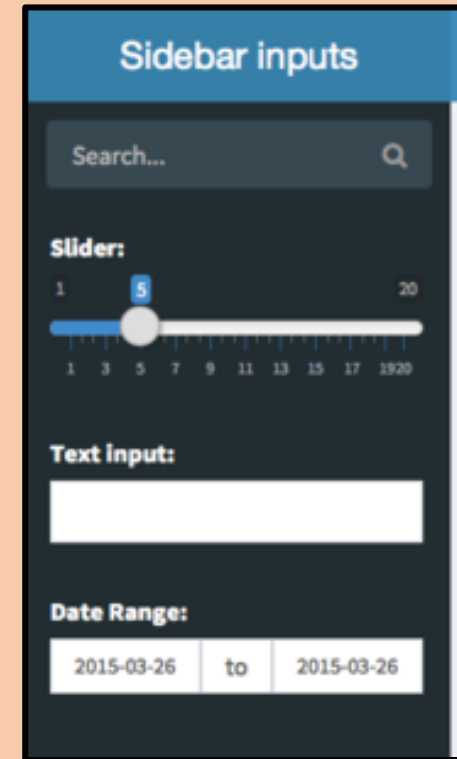 Sidebar inputs
Search...
Slider:
1 5 20
1 3 5 7 9 11 13 15 17 1920
Text input:
Date Range:
2015-03-26 to 2015-03-26